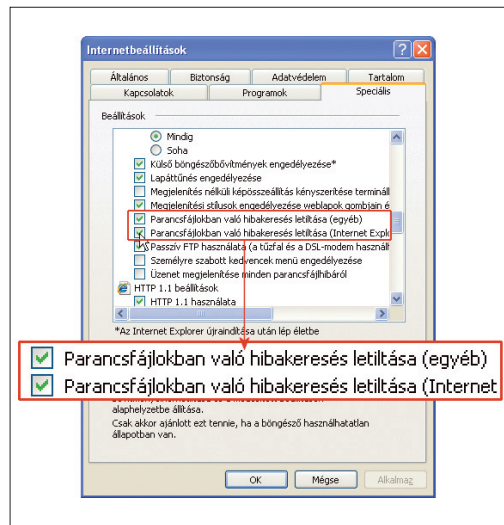 Internetbeállítások
Általános Biztonság Adatvédelem Tartalom
Kapcsolatok Programok Speciális
Beállítások
Mindig
Soha
Külső böngészőbővítmények engedélyezése*
Lapáttűnés engedélyezése
Megjelenítés nélküli képösszeállítás kényszerítése terminál
Megjelenítési stílusok engedélyezése weblapok gombjain é
Parancsfájlokban való hibakeresés letiltása (egyéb)
Parancsfájlokban való hibakeresés letiltása (Internet Explo
Passzív FTP használata (a tűzfal és a DSL-modem használ
Személyre szabott kedvencek menü engedélyezése
Üzenet megjelenítése minden parancsfájlhibáról
HTTP 1.1 beállítások
HTTP 1.1 használata
*Az Internet Explorer újraindítása után lép életbe
Parancsfájlokban való hibakeresés letiltása (egyéb)
Parancsfájlokban való hibakeresés letiltása (Internet
alaphelyzetbe állítása.
Csak akkor ajánlott ezt tennie, ha a böngésző használhatatlan
állapotban van.
OK Mégse Alkalmaz